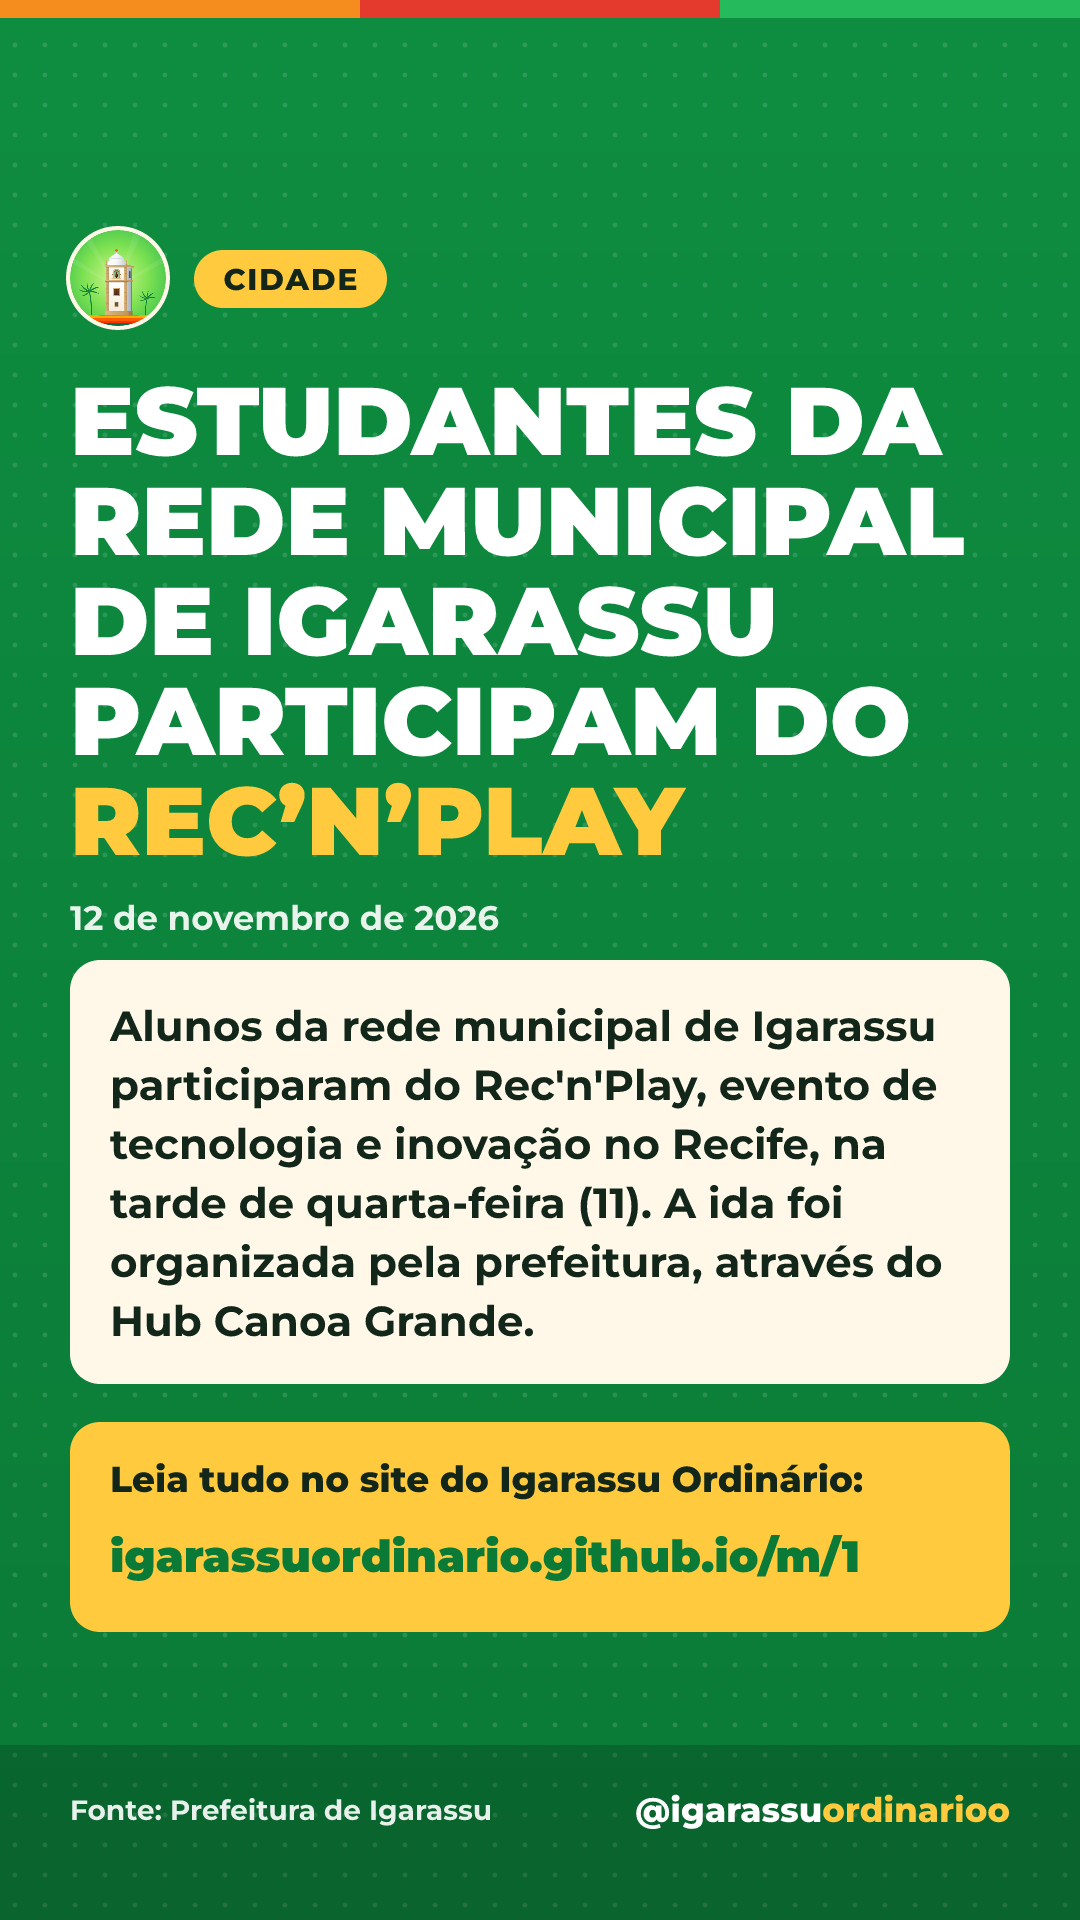 CIDADE
ESTUDANTES DA
REDE MUNICIPAL
DE IGARASSU
PARTICIPAM DO
REC’N’PLAY
12 de novembro de 2026
Alunos da rede municipal de Igarassu
participaram do Rec'n'Play, evento de
tecnologia e inovação no Recife, na
tarde de quarta-feira (11). A ida foi
organizada pela prefeitura, através do
Hub Canoa Grande.
Leia tudo no site do Igarassu Ordinário:
igarassuordinario.github.io/m/1
Fonte: Prefeitura de Igarassu
@igarassuordinarioo